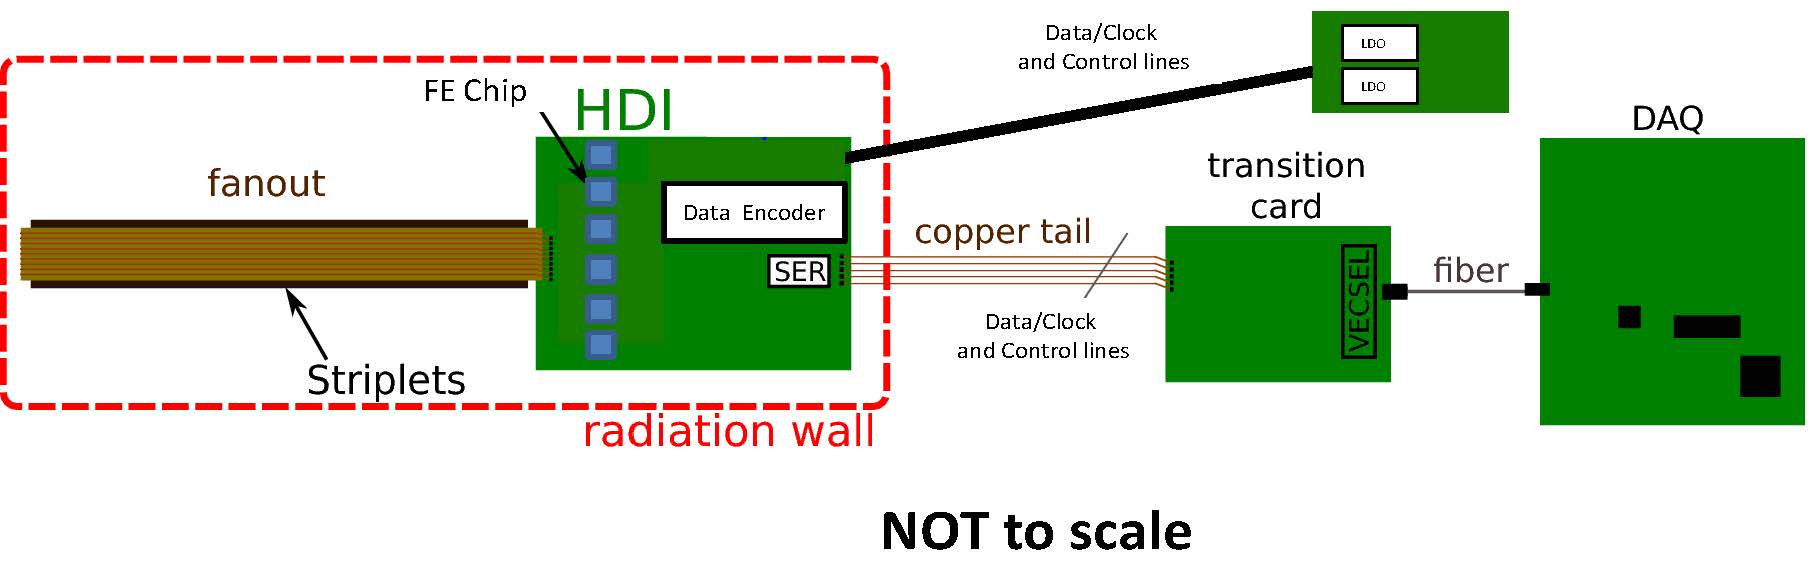 Data/Clock
and Control lines
LDO
LDO
FE Chip
HDI
DAQ
fanout
transition
card
Data Encoder
copper tail
SER
VECSEL
fiber
Data/Clock
and Control lines
Striplets
radiation wall
NOT to scale